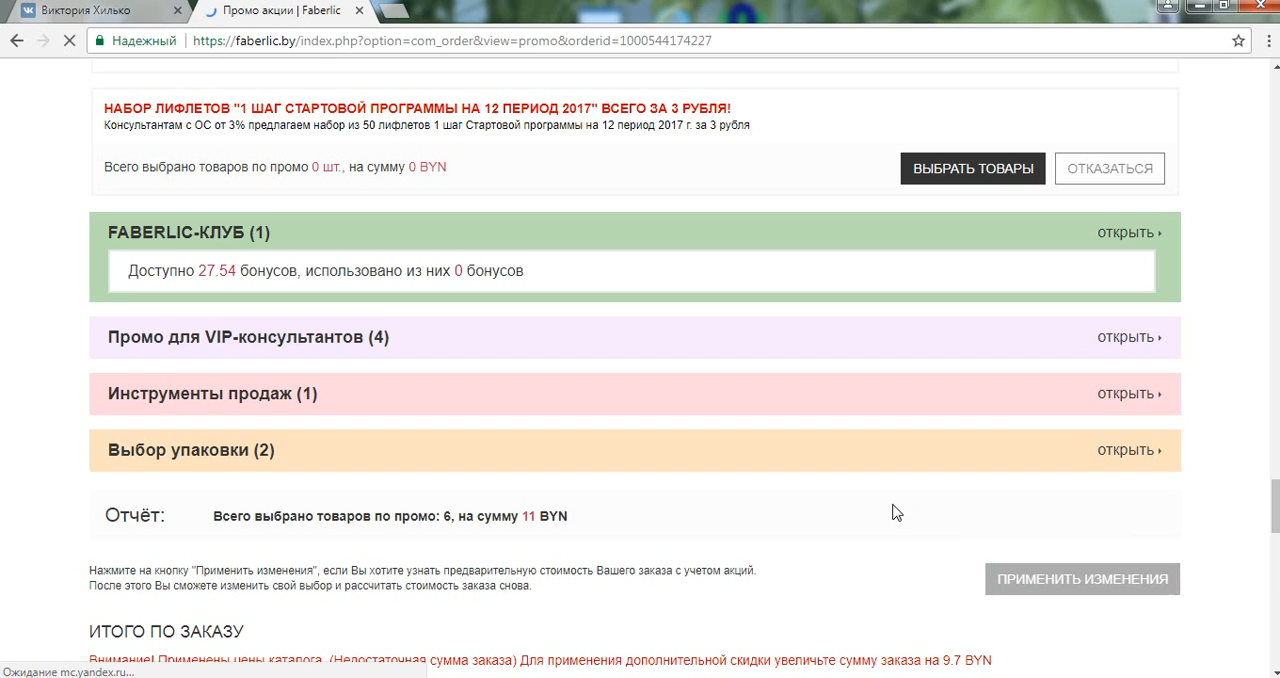 Виктория Хилько
Промо акции | Faberlic
Надежный
https://faberlic.by/index.php?option=com_order&view=promo&orderid=1000544174227
НАБОР ЛИФЛЕТОВ "1 ШАГ СТАРТОВОЙ ПРОГРАММЫ НА 12 ПЕРИОД 2017" ВСЕГО ЗА 3 РУБЛЯ!
Консультантам с ОС от 3% предлагаем набор из 50 лифлетов 1 шаг Стартовой программы на 12 период 2017 г. за 3 рубля
Всего выбрано товаров по промо 0 шт., на сумму 0 BYN
ВЫБРАТЬ ТОВАРЫ
ОТКАЗАТЬСЯ
FABERLIC-КЛУБ (1)
открыть
Доступно 27.54 бонусов, использовано из них 0 бонусов
Промо для VIP-консультантов (4)
открыть
Инструменты продаж (1)
открыть
Выбор упаковки (2)
открыть
Отчёт:
Всего выбрано товаров по промо: 6, на сумму 11 BYN
Нажмите на кнопку "Применить изменения", если Вы хотите узнать предварительную стоимость Вашего заказа с учетом акций.
После этого Вы сможете изменить свой выбор и рассчитать стоимость заказа снова.
ПРИМЕНИТЬ ИЗМЕНЕНИЯ
ИТОГО ПО ЗАКАЗУ
Внимание! Применены цены каталога. (Недостаточная сумма заказа) Для применения дополнительной скидки увеличьте сумму заказа на 9.7 BYN
Ожидание mc.yandex.ru...